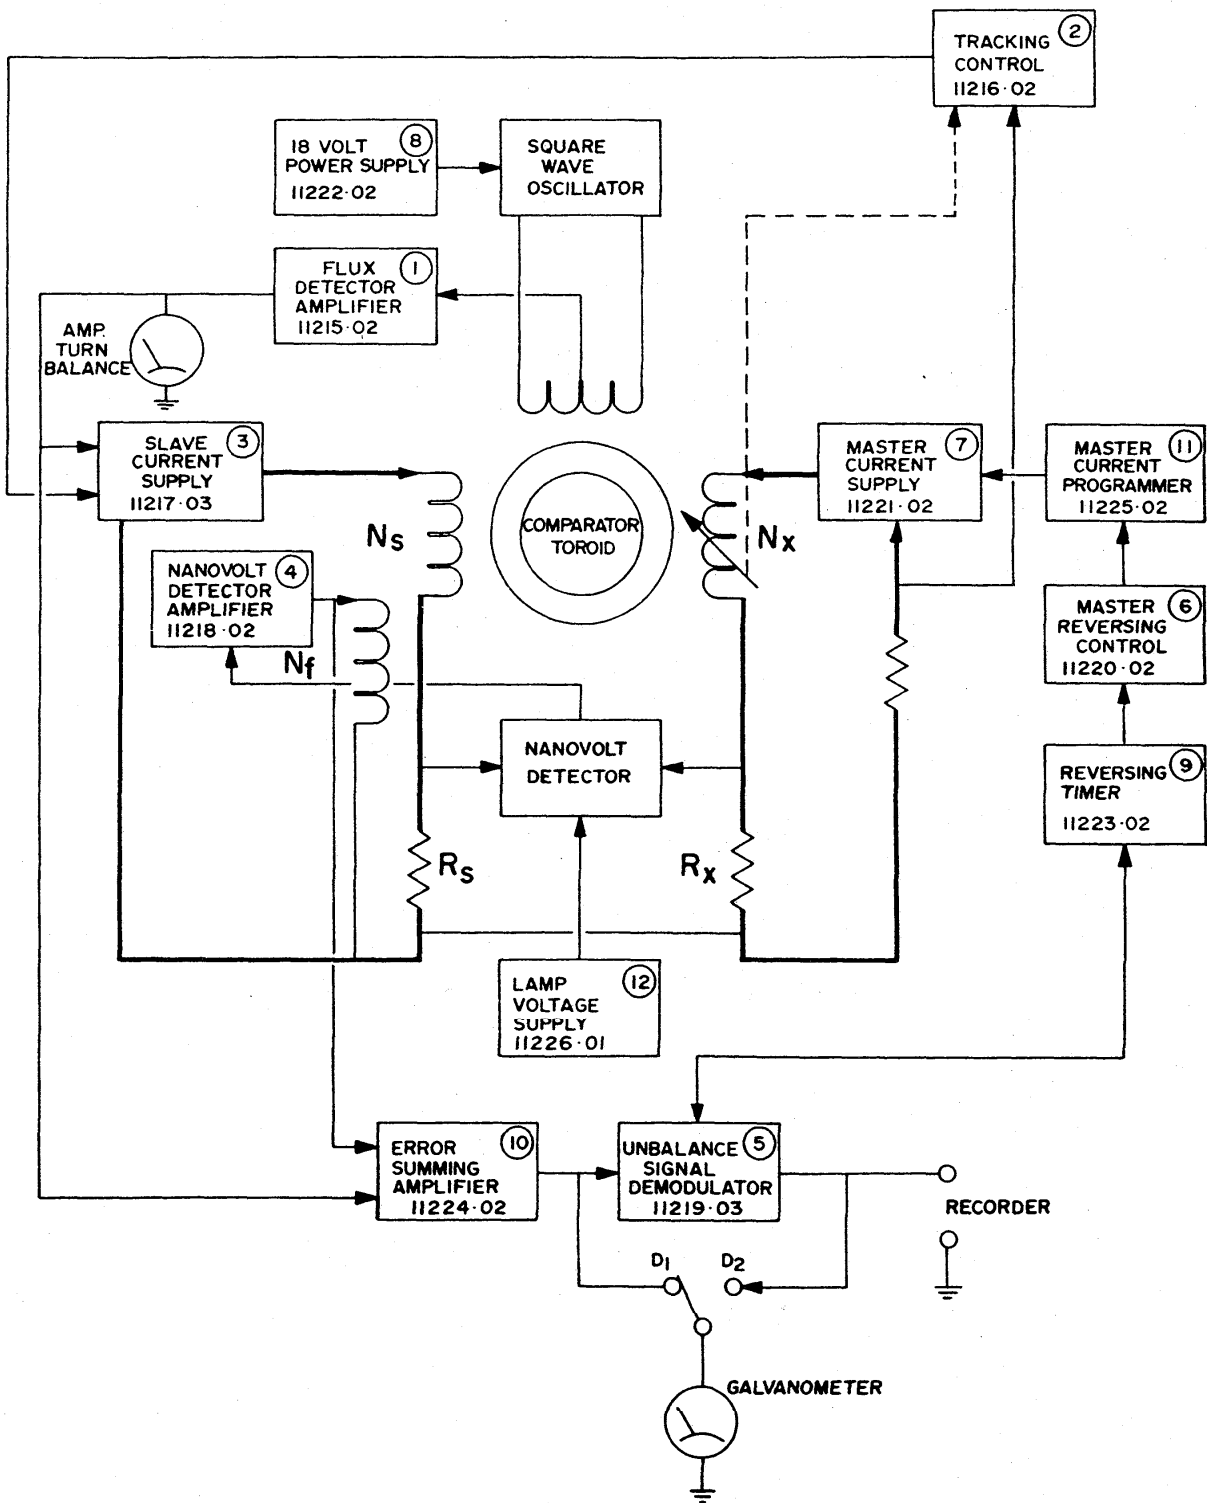 2
TRACKING
CONTROL
11216·02
8
18 VOLT
POWER SUPPLY
11222·02
SQUARE
WAVE
OSCILLATOR
1
FLUX
DETECTOR
AMPLIFIER
11215·02
AMP.
TURN
BALANCE
3
SLAVE
CURRENT
SUPPLY
11217·03
NS
COMPARATOR
TOROID
NX
7
MASTER
CURRENT
SUPPLY
11221·02
11
MASTER
CURRENT
PROGRAMMER
11225·02
4
NANOVOLT
DETECTOR
AMPLIFIER
11218·02
Nf
6
MASTER
REVERSING
CONTROL
11220·02
NANOVOLT
DETECTOR
9
REVERSING
TIMER
11223·02
RS
RX
12
LAMP
VOLTAGE
SUPPLY
11226·01
10
ERROR
SUMMING
AMPLIFIER
11224·02
5
UNBALANCE
SIGNAL
DEMODULATOR
11219·03
RECORDER
D1
D2
GALVANOMETER